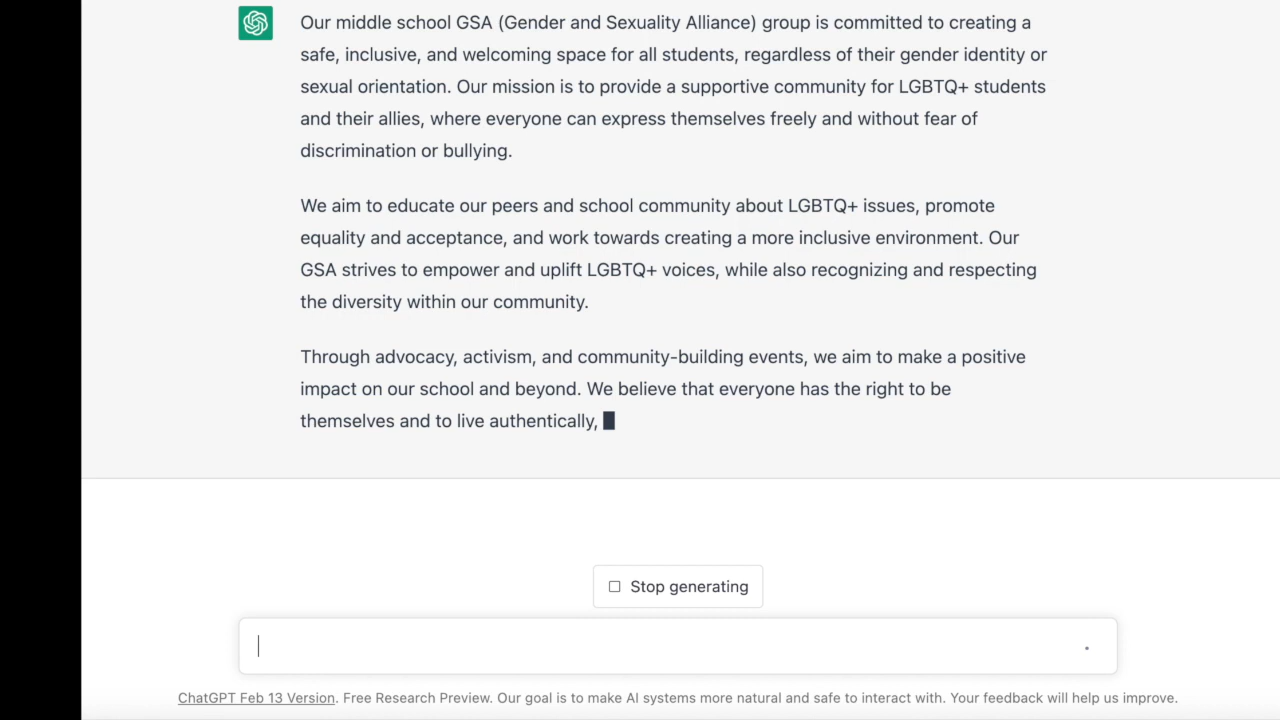 Our middle school GSA (Gender and Sexuality Alliance) group is committed to creating a
safe, inclusive, and welcoming space for all students, regardless of their gender identity or
sexual orientation. Our mission is to provide a supportive community for LGBTQ+ students
and their allies, where everyone can express themselves freely and without fear of
discrimination or bullying.
We aim to educate our peers and school community about LGBTQ+ issues, promote
equality and acceptance, and work towards creating a more inclusive environment. Our
GSA strives to empower and uplift LGBTQ+ voices, while also recognizing and respecting
the diversity within our community.
Through advocacy, activism, and community-building events, we aim to make a positive
impact on our school and beyond. We believe that everyone has the right to be
themselves and to live authentically,
Stop generating
ChatGPT Feb 13 Version. Free Research Preview. Our goal is to make AI systems more natural and safe to interact with. Your feedback will help us improve.